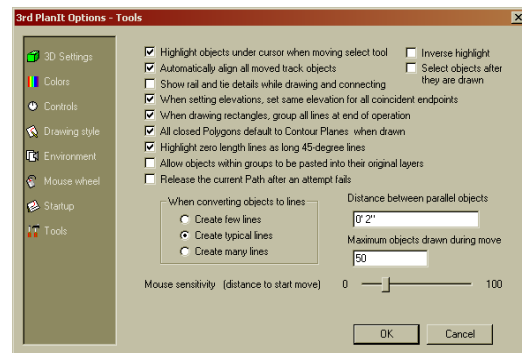 3rd PlanIt Options - Tools
3D Settings
Colors
Controls
Drawing style
Environment
Mouse wheel
Startup
Tools
Highlight objects under cursor when moving select tool
Inverse highlight
Automatically align all moved track objects
Select objects after
they are drawn
Show rail and tie details while drawing and connecting
When setting elevations, set same elevation for all coincident endpoints
When drawing rectangles, group all lines at end of operation
All closed Polygons default to Contour Planes when drawn
Highlight zero length lines as long 45-degree lines
Allow objects within groups to be pasted into their original layers
Release the current Path after an attempt fails
When converting objects to lines
Create few lines
Create typical lines
Create many lines
Distance between parallel objects
0' 2"
Maximum objects drawn during move
50
Mouse sensitivity (distance to start move) 0 100
OK Cancel